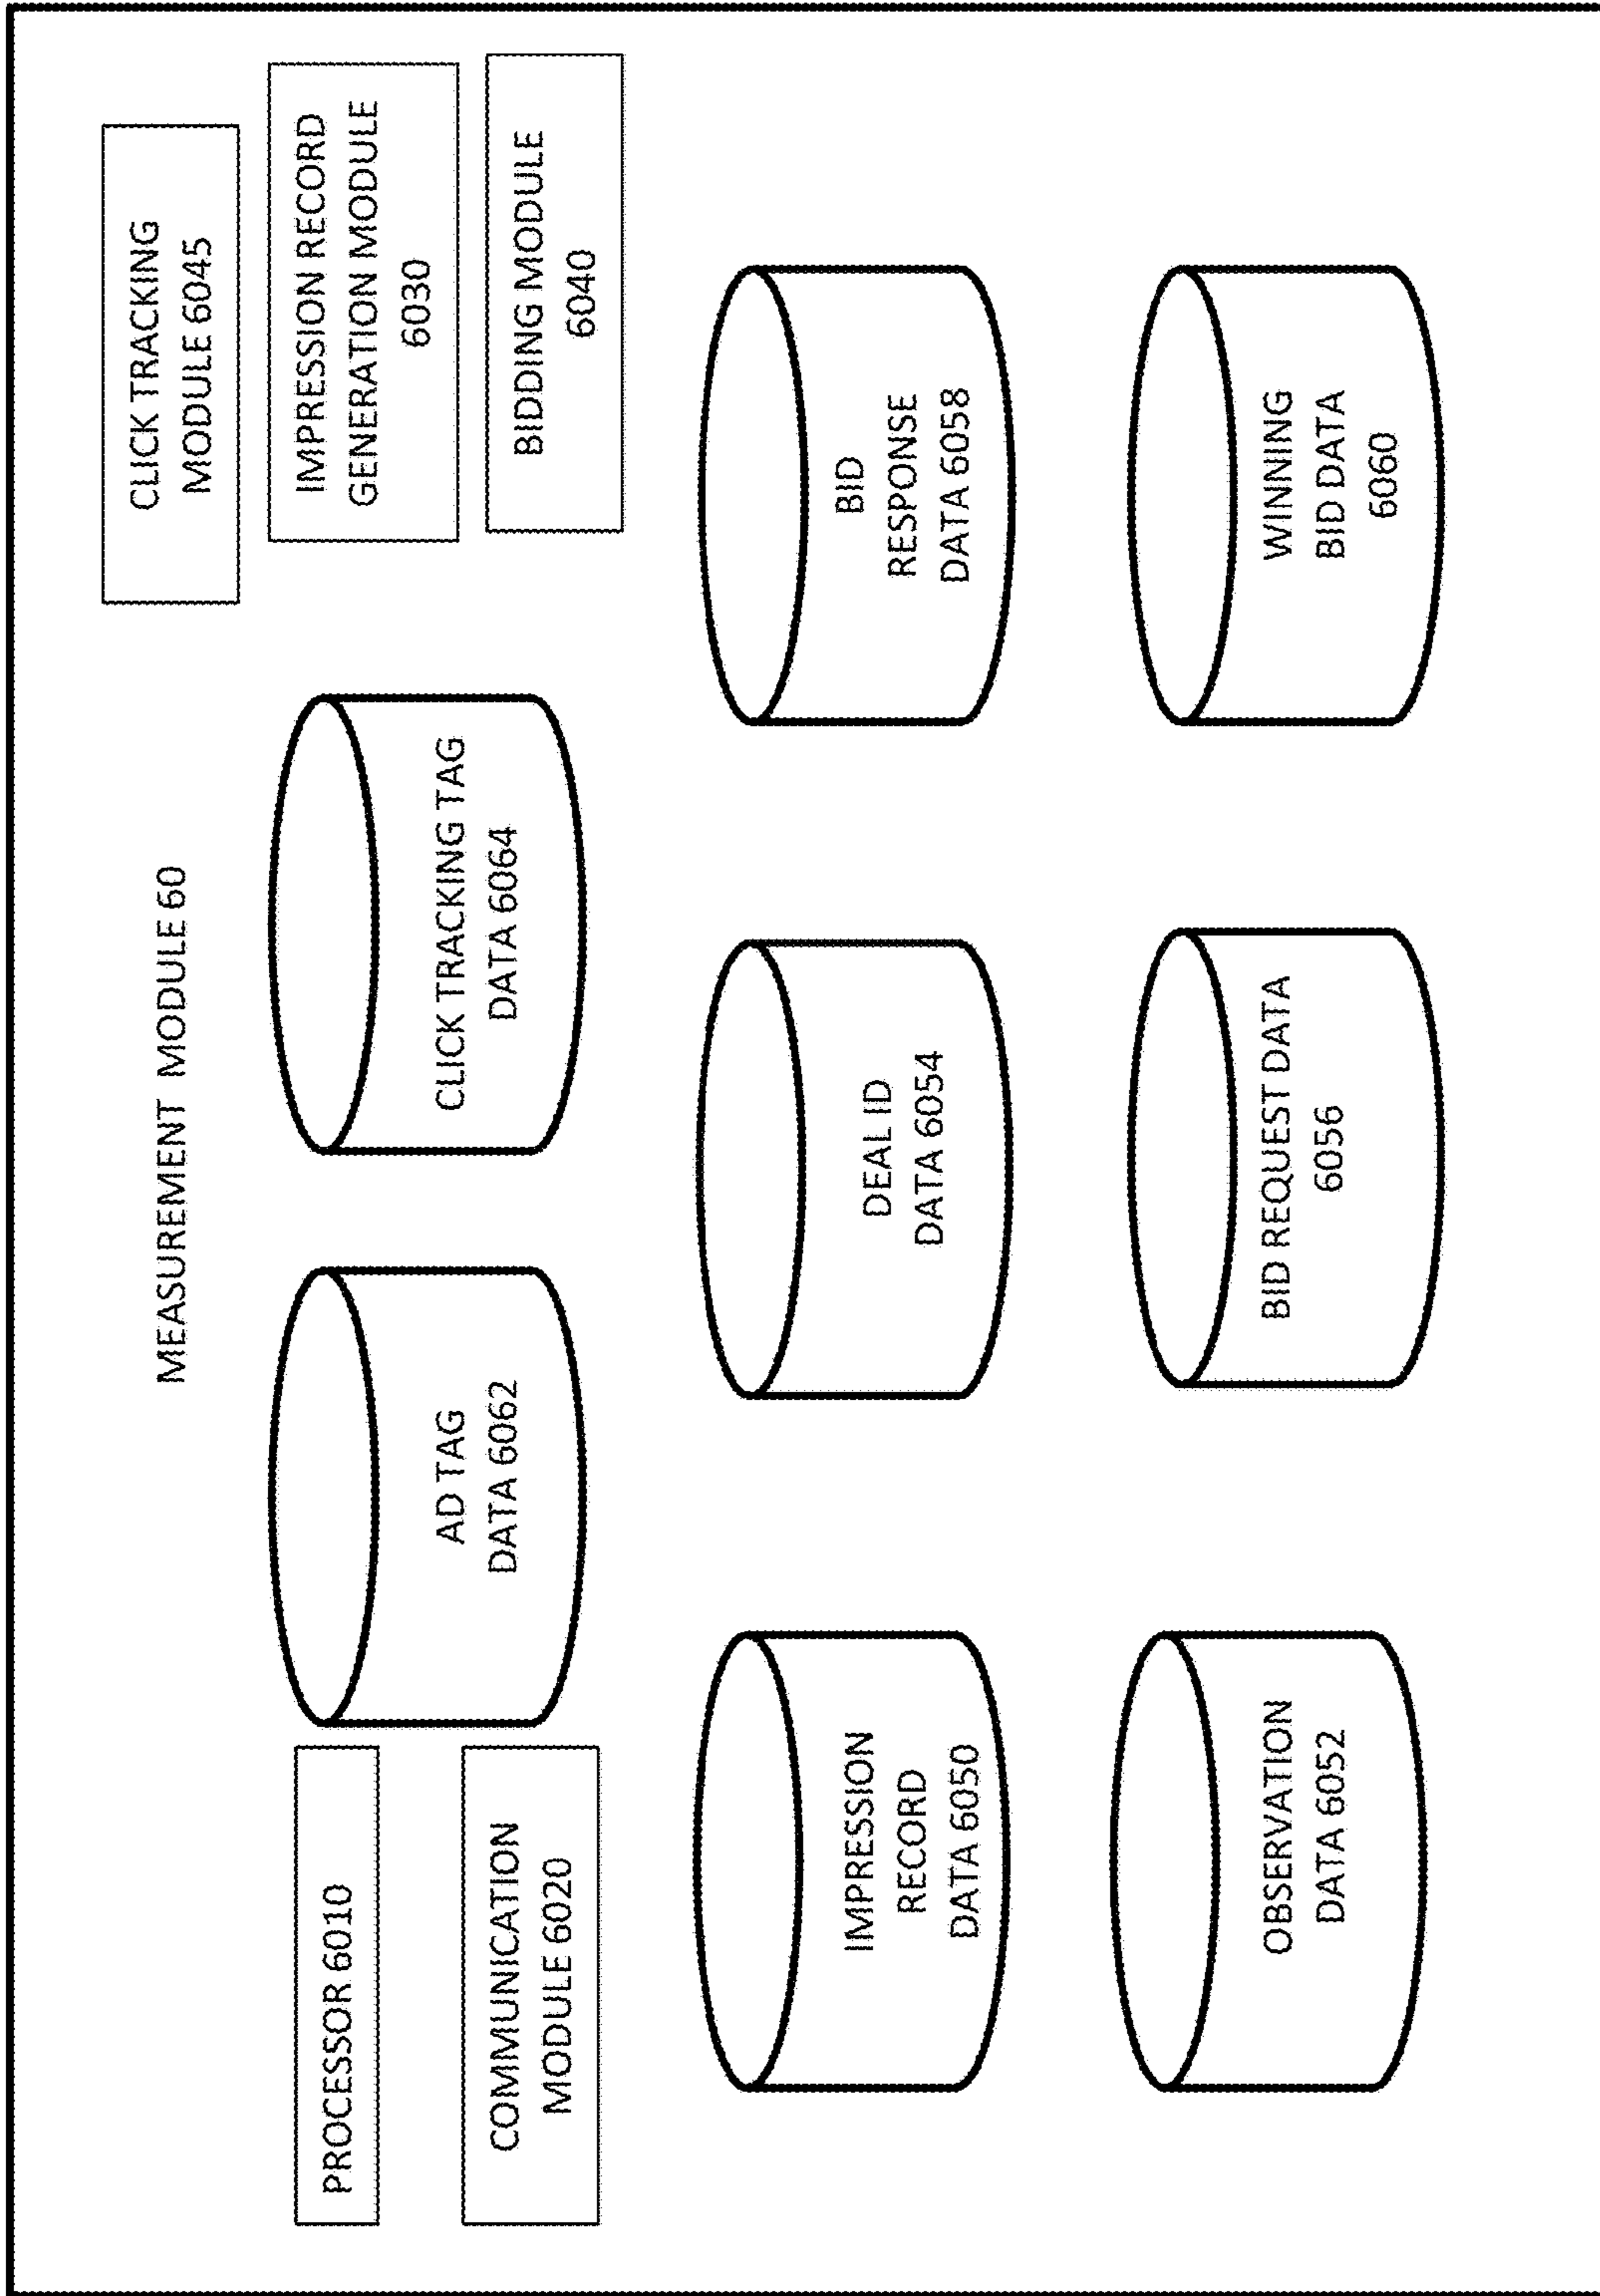 MEASUREMENT MODULE 60
PROCESSOR 6010
COMMUNICATION
MODULE 6020
AD TAG
DATA 6062
CLICK TRACKING TAG
DATA 6064
CLICK TRACKING
MODULE 6045
IMPRESSION RECORD
GENERATION MODULE
6030
BIDDING MODULE
6040
IMPRESSION
RECORD
DATA 6050
DEAL ID
DATA 6054
BID
RESPONSE
DATA 6058
OBSERVATION
DATA 6052
BID REQUEST DATA
6056
WINNING
BID DATA
6060